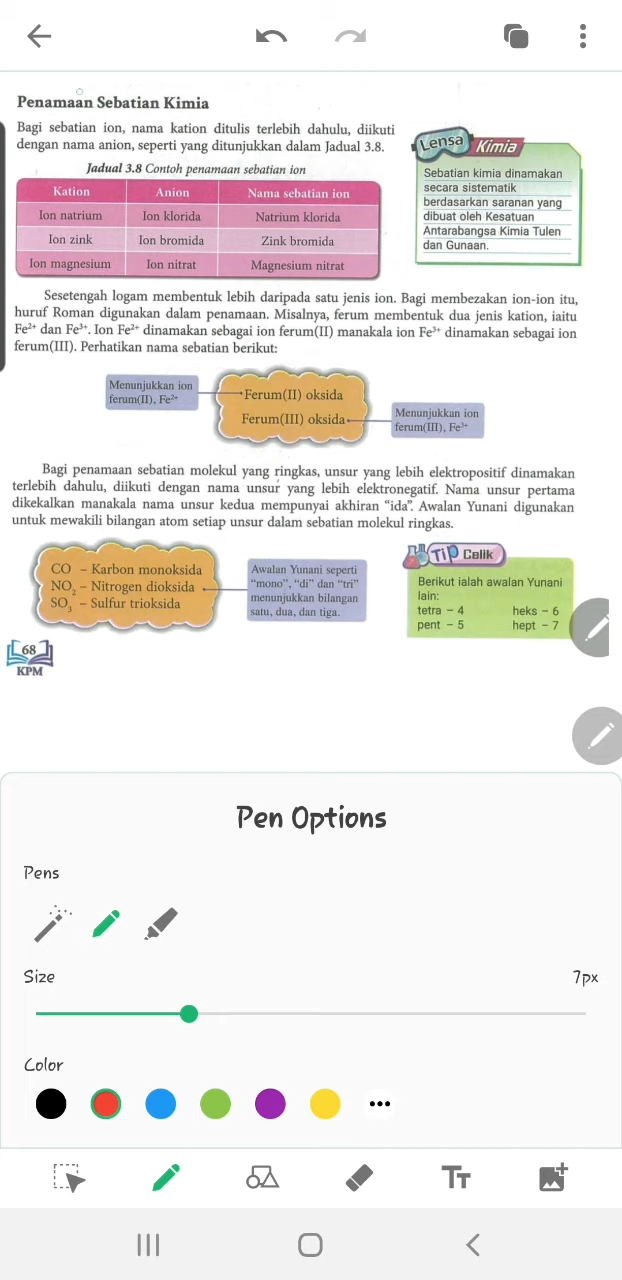 Penamaan Sebatian Kimia
Bagi sebatian ion, nama kation ditulis terlebih dahulu, diikuti
dengan nama anion, seperti yang ditunjukkan dalam Jadual 3.8.
Jadual 3.8 Contoh penamaan sebatian ion
Kation Anion Nama sebatian ion
Ion natrium Ion klorida Natrium klorida
Ion zink Ion bromida Zink bromida
Ion magnesium Ion nitrat Magnesium nitrat
Lensa Kimia
Sebatian kimia dinamakan
secara sistematik
berdasarkan saranan yang
dibuat oleh Kesatuan
Antarabangsa Kimia Tulen
dan Gunaan.
Sesetengah logam membentuk lebih daripada satu jenis ion. Bagi membezakan ion-ion itu,
huruf Roman digunakan dalam penamaan. Misalnya, ferum membentuk dua jenis kation, iaitu
Fe²⁺ dan Fe³⁺. Ion Fe²⁺ dinamakan sebagai ion ferum(II) manakala ion Fe³⁺ dinamakan sebagai ion
ferum(III). Perhatikan nama sebatian berikut:
Menunjukkan ion
ferum(II), Fe²⁺
Ferum(II) oksida
Ferum(III) oksida
Menunjukkan ion
ferum(III), Fe³⁺
Bagi penamaan sebatian molekul yang ringkas, unsur yang lebih elektropositif dinamakan
terlebih dahulu, diikuti dengan nama unsur yang lebih elektronegatif. Nama unsur pertama
dikekalkan manakala nama unsur kedua mempunyai akhiran “ida”. Awalan Yunani digunakan
untuk mewakili bilangan atom setiap unsur dalam sebatian molekul ringkas.
CO – Karbon monoksida
NO₂ – Nitrogen dioksida
SO₃ – Sulfur trioksida
Awalan Yunani seperti
“mono”, “di” dan “tri”
menunjukkan bilangan
satu, dua, dan tiga.
Tip Celik
Berikut ialah awalan Yunani
lain:
tetra – 4 heks – 6
pent – 5 hept – 7
68
KPM
Pen Options
Pens
Size 7px
Color
TT